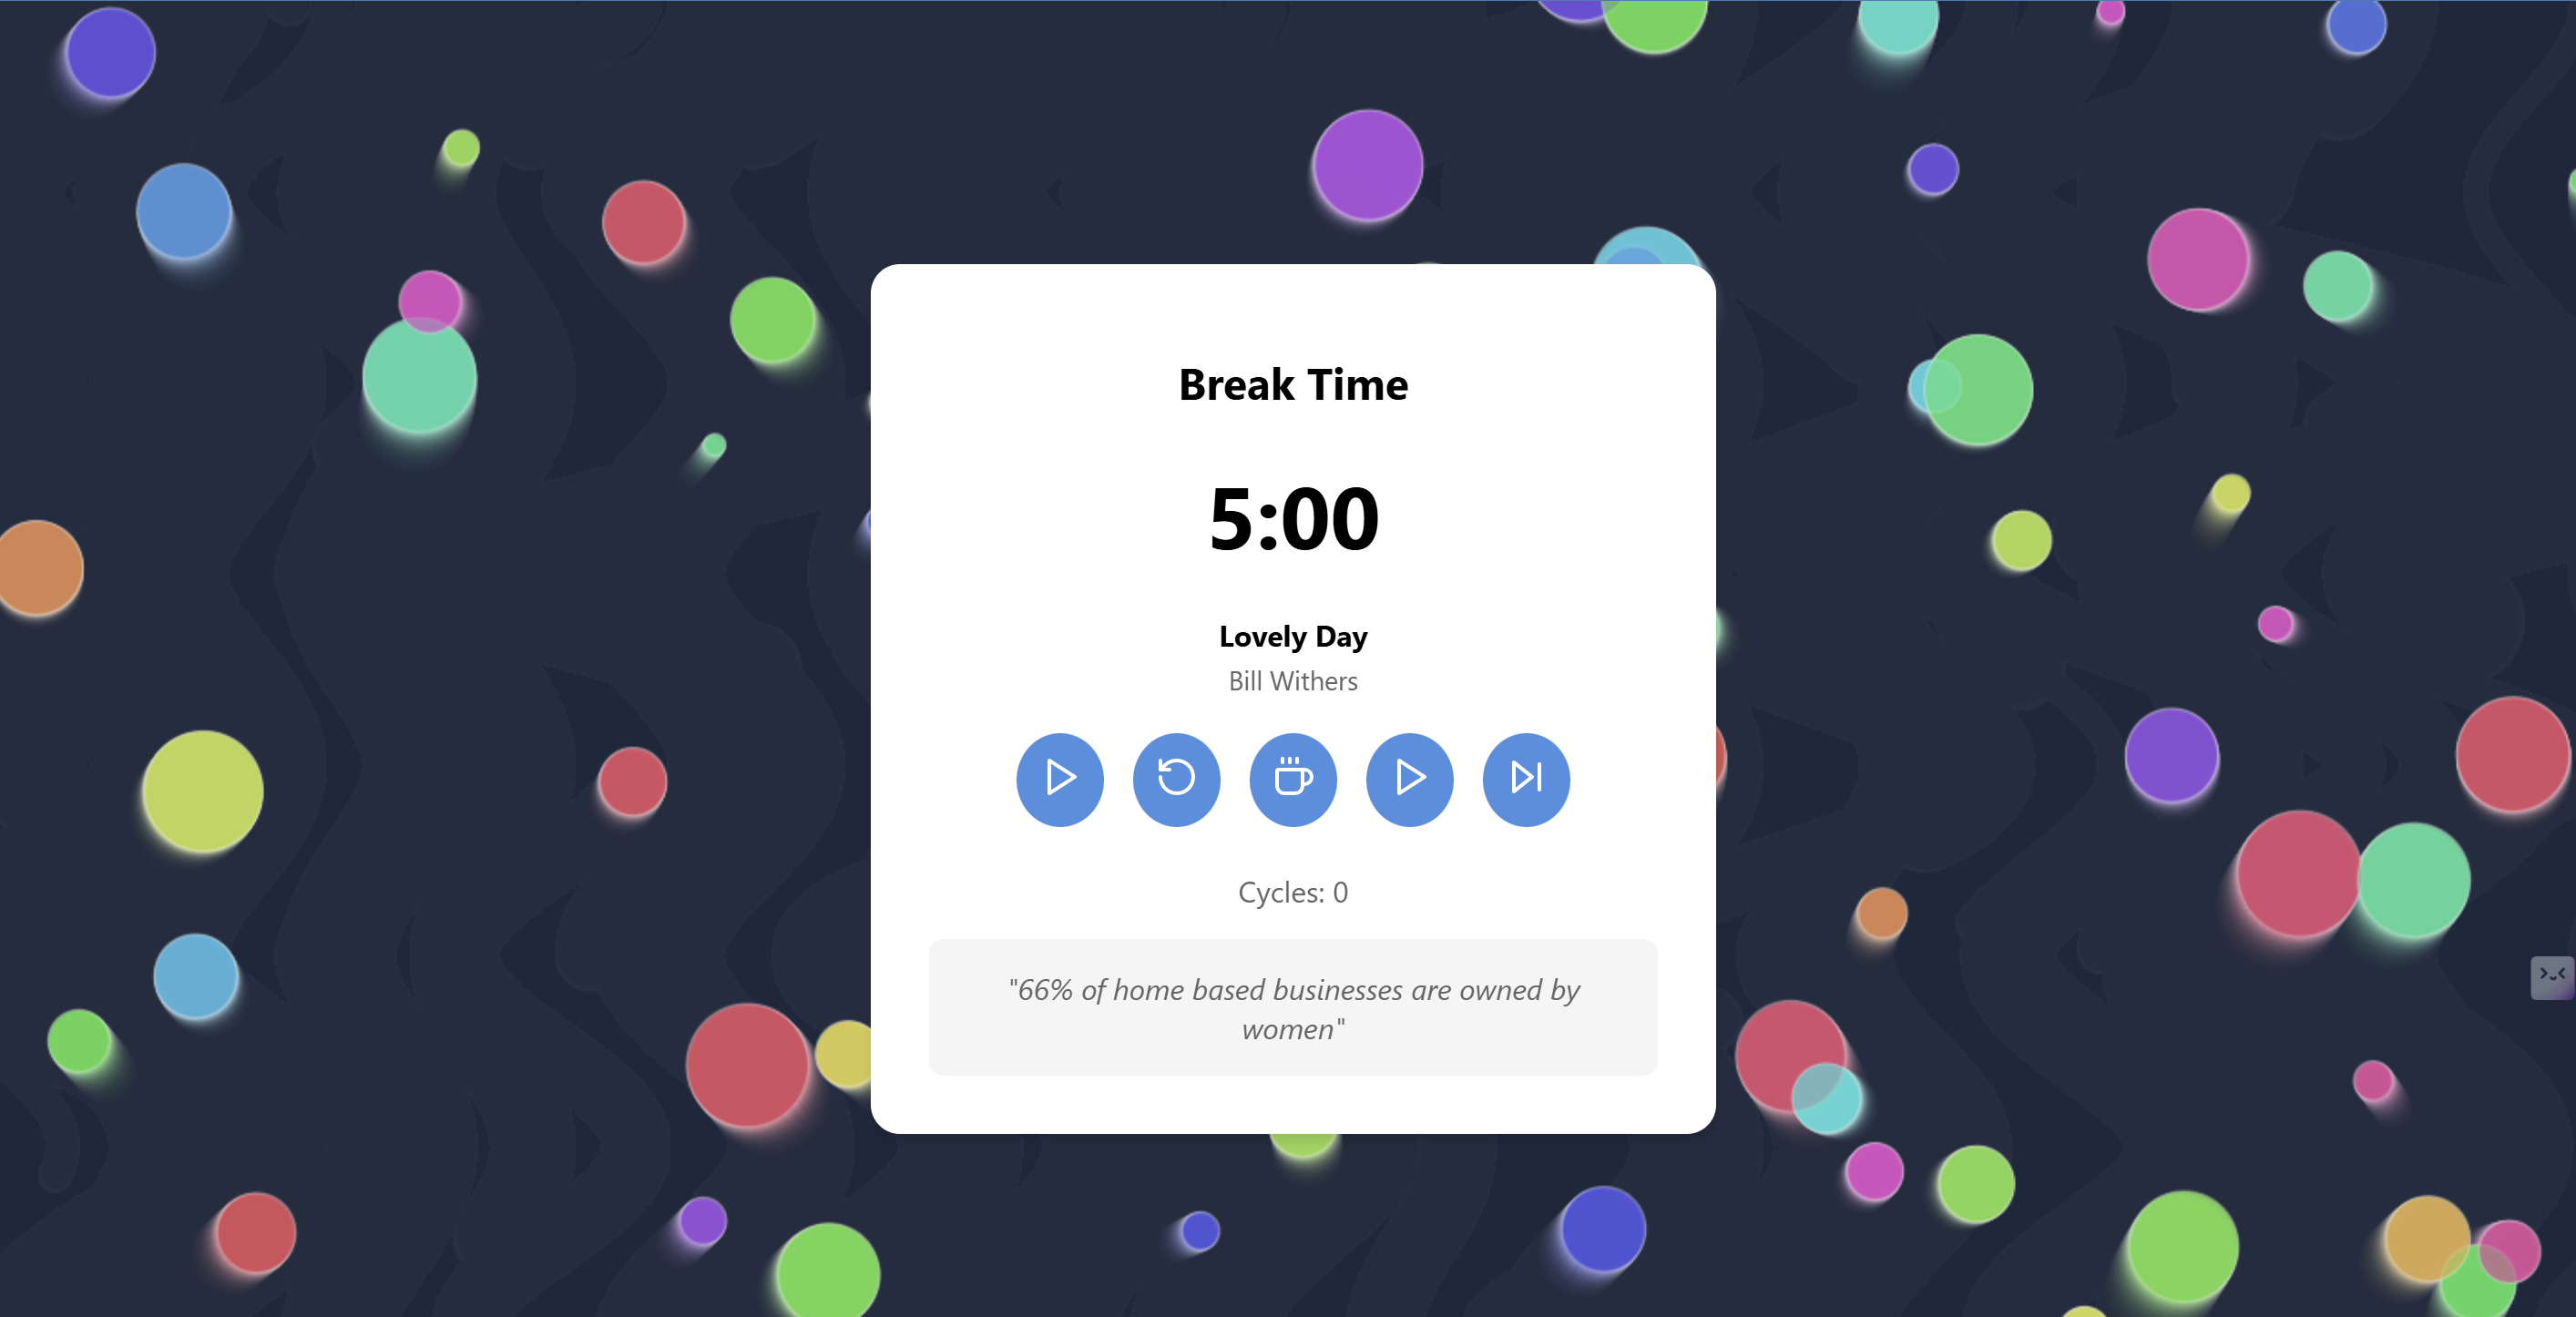 Break Time
5:00
Lovely Day
Bill Withers
Cycles: 0
"66% of home based businesses are owned by
women"